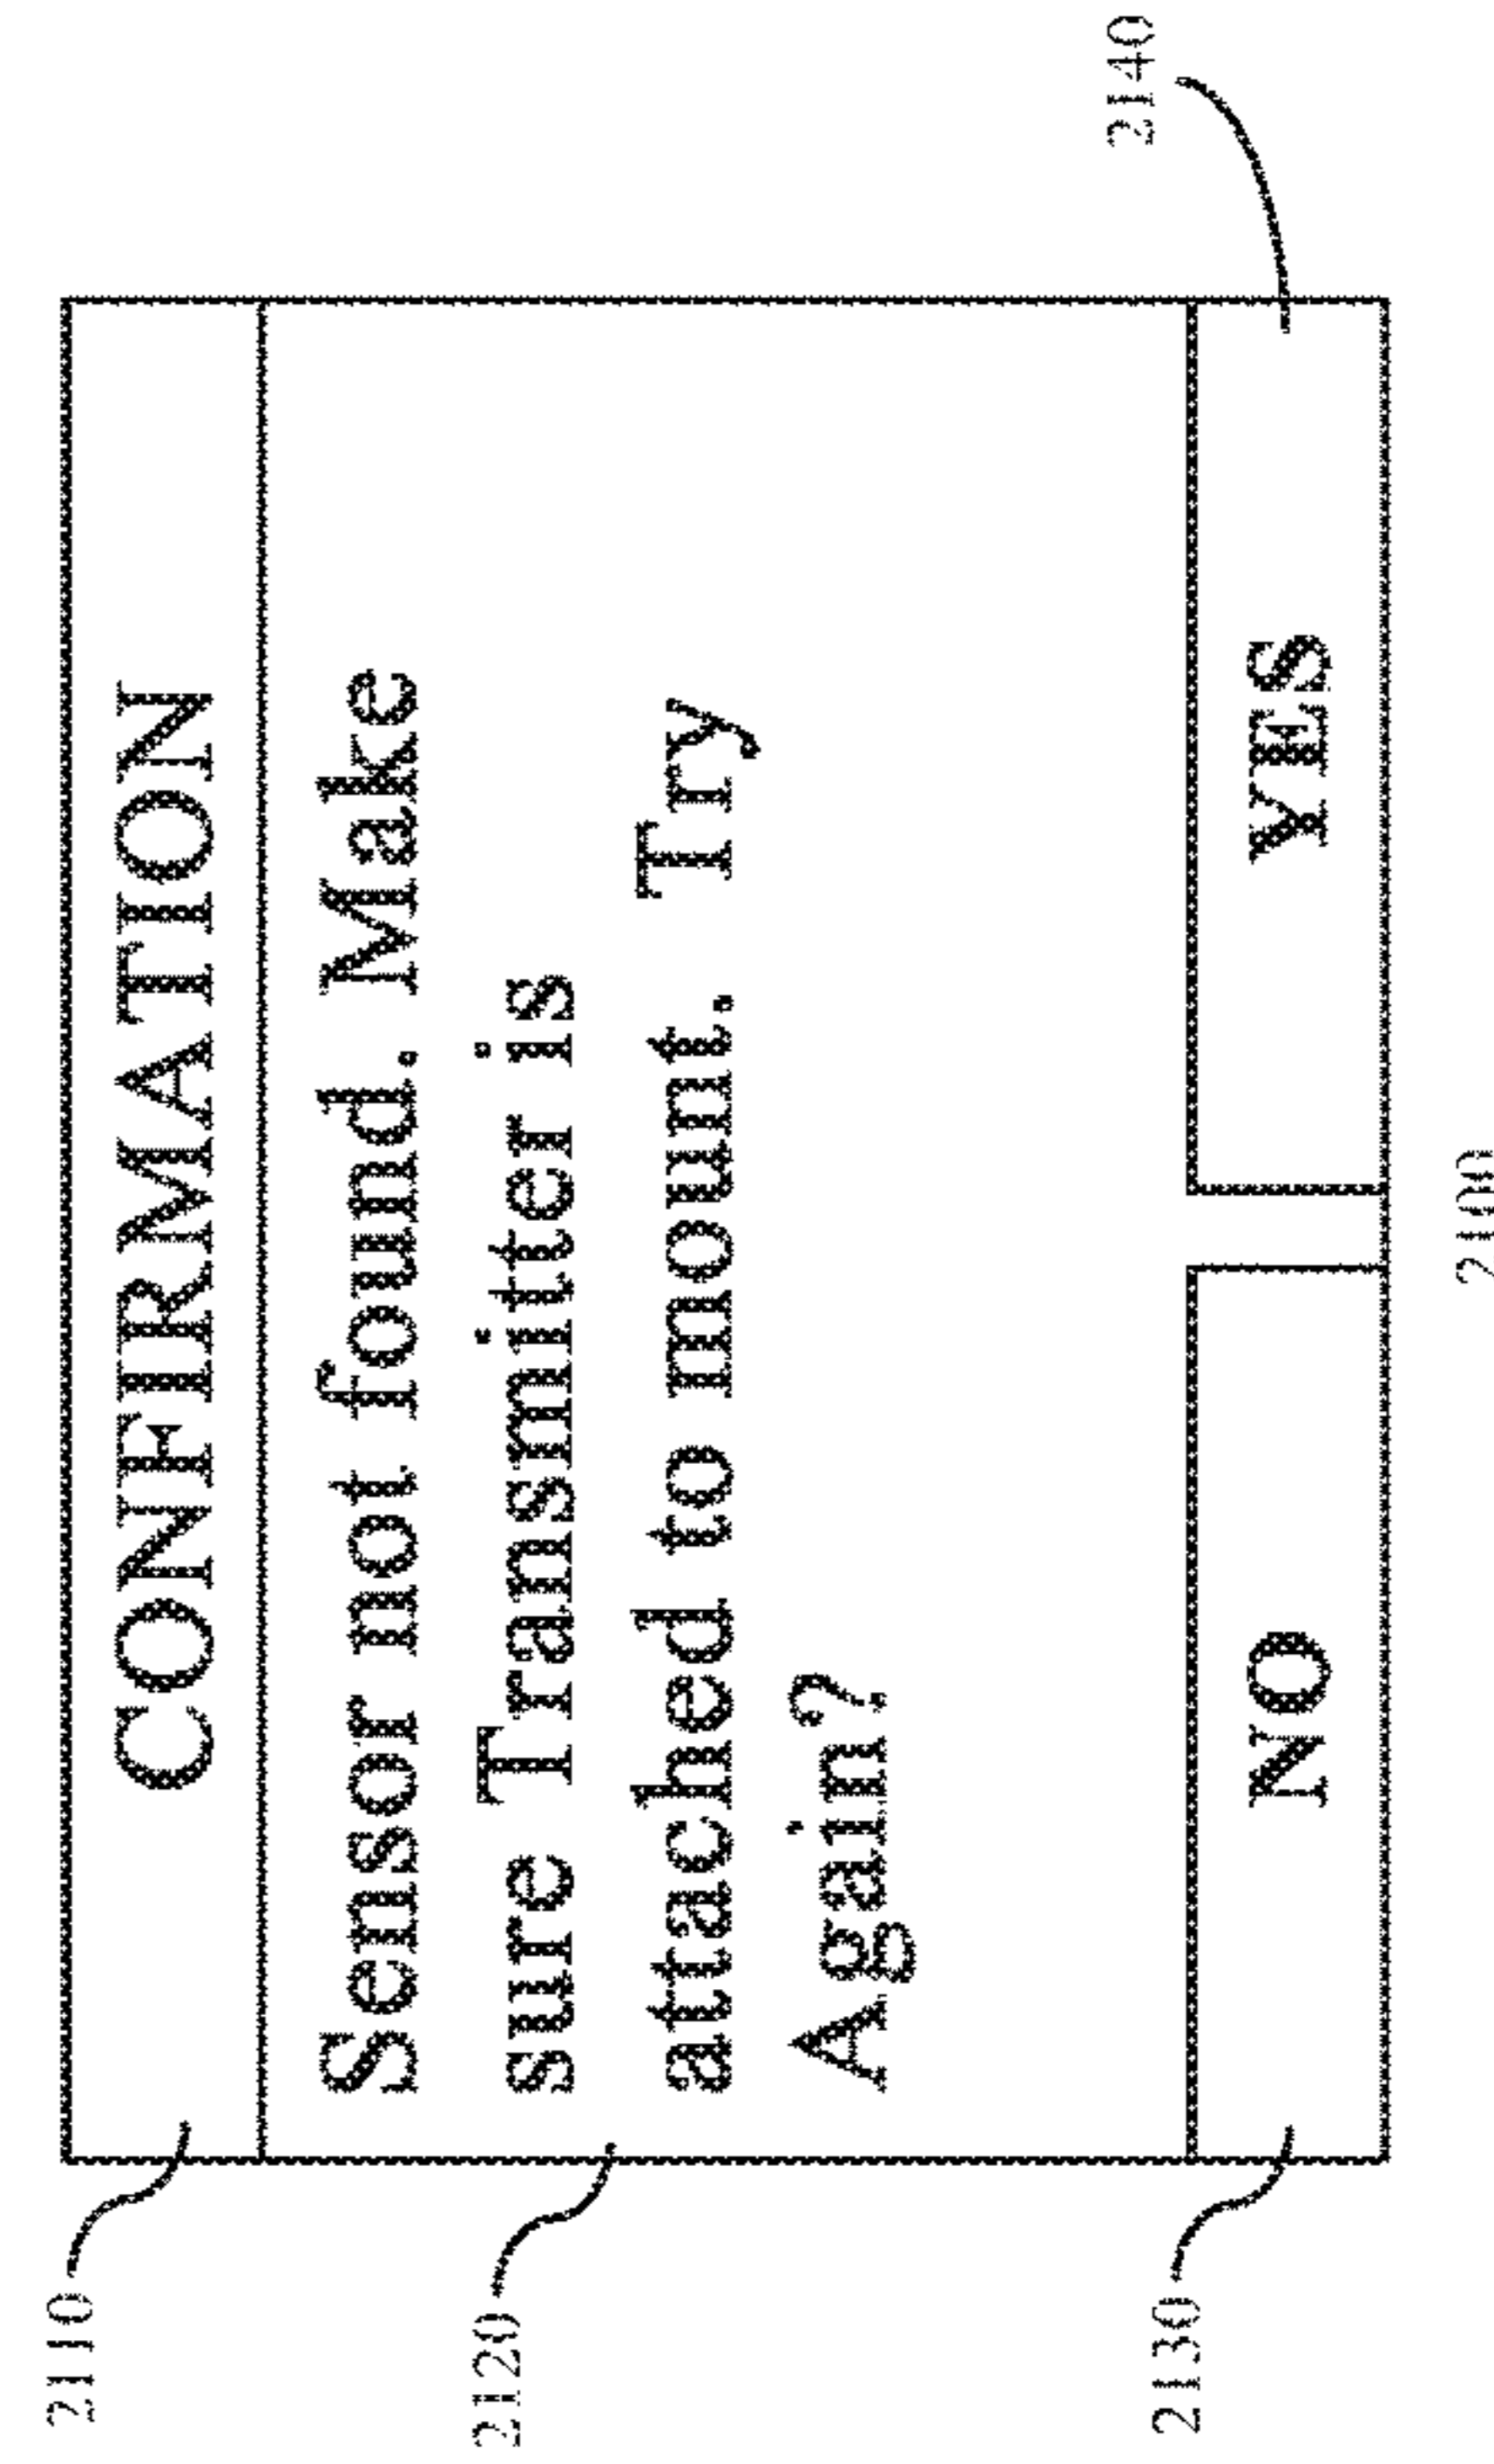 2110
CONFIRMATION
2120
Sensor not found. Make
sure Transmitter is
attached to mount. Try
Again?
2130
NO
YES
2140
2100